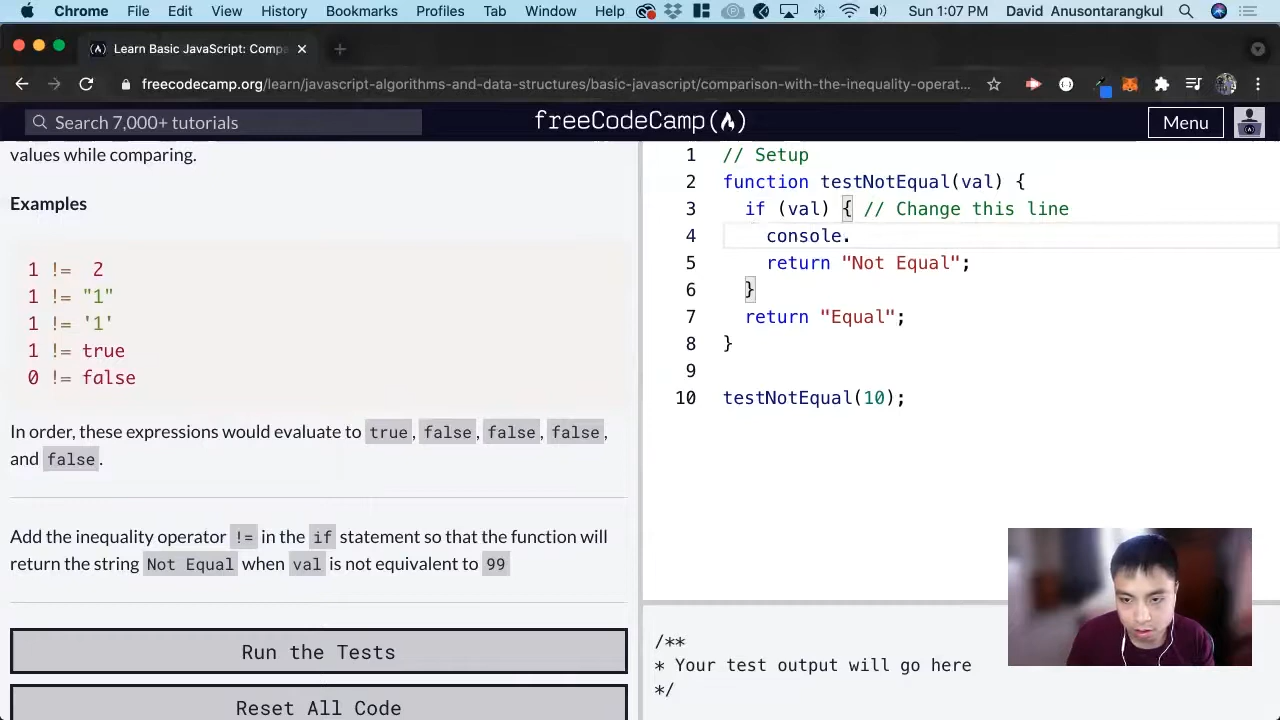 Chrome File Edit View History Bookmarks Profiles Tab Window Help Sun 1:07 PM David Anusontarangkul
Learn Basic JavaScript: Compa
freecodecamp.org/learn/javascript-algorithms-and-data-structures/basic-javascript/comparison-with-the-inequality-operat...
Search 7,000+ tutorials
freeCodeCamp
Menu
values while comparing.
Examples
1 != 2
1 != "1"
1 != '1'
1 != true
0 != false
In order, these expressions would evaluate to true, false, false, false,
and false.
Add the inequality operator != in the if statement so that the function will
return the string Not Equal when val is not equivalent to 99
Run the Tests
Reset All Code
1 // Setup
2 function testNotEqual(val) {
3 if (val) { // Change this line
4 console.
5 return "Not Equal";
6 }
7 return "Equal";
8 }
9
10 testNotEqual(10);
/**
* Your test output will go here
*/